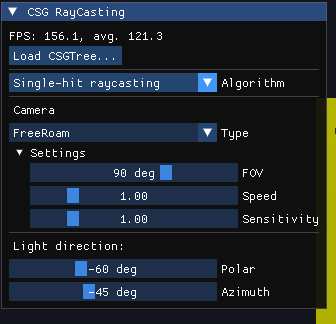 CSG RayCasting
FPS: 156.1, avg. 121.3
Load CSGTree...
Single-hit raycasting Algorithm
Camera
FreeRoam Type
Settings
90 deg FOV
1.00 Speed
1.00 Sensitivity
Light direction:
-60 deg Polar
-45 deg Azimuth